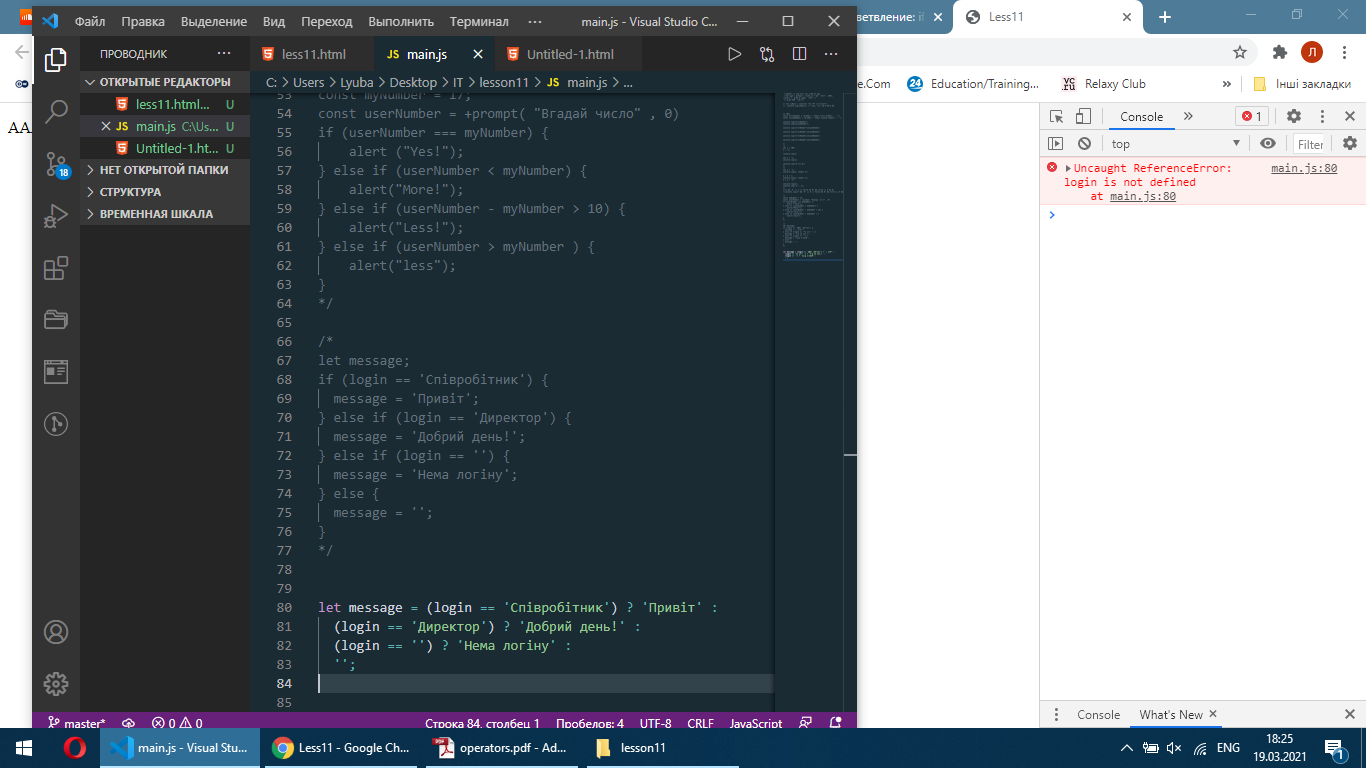 Файл Правка Выделение Вид Переход Выполнить Терминал ··· main.js - Visual Studio C...
Less11
ПРОВОДНИК ···
less11.html
JS main.js
Untitled-1.html
ОТКРЫТЫЕ РЕДАКТОРЫ
less11.html... U
JS main.js C:\Us... U
Untitled-1.ht... U
НЕТ ОТКРЫТОЙ ПАПКИ
СТРУКТУРА
ВРЕМЕННАЯ ШКАЛА
18
C: > Users > Lyuba > Desktop > IT > lesson11 > JS main.js > ...
53 const myNumber = 17;
54 const userNumber = +prompt( "Вгадай число" , 0)
55 if (userNumber === myNumber) {
56 alert ("Yes!");
57 } else if (userNumber < myNumber) {
58 alert("More!");
59 } else if (userNumber - myNumber > 10) {
60 alert("Less!");
61 } else if (userNumber > myNumber ) {
62 alert("less");
63 }
64 */
65
66 /*
67 let message;
68 if (login == 'Співробітник') {
69 message = 'Привіт';
70 } else if (login == 'Директор') {
71 message = 'Добрий день!';
72 } else if (login == '') {
73 message = 'Нема логіну';
74 } else {
75 message = '';
76 }
77 */
78
79
80 let message = (login == 'Співробітник') ? 'Привіт' :
81 (login == 'Директор') ? 'Добрий день!' :
82 (login == '') ? 'Нема логіну' :
83 '';
84
85
master* 0 0 Строка 84, столбец 1 Пробелов: 4 UTF-8 CRLF JavaScript
Л
e.Com 24 Education/Training... YG Relaxy Club » Інші закладки
Console » 1
top Filter
Uncaught ReferenceError: main.js:80
login is not defined
at main.js:80
Console What's New
main.js - Visual Stu... Less11 - Google Ch... operators.pdf - Ad... lesson11
ENG
18:25
19.03.2021
1